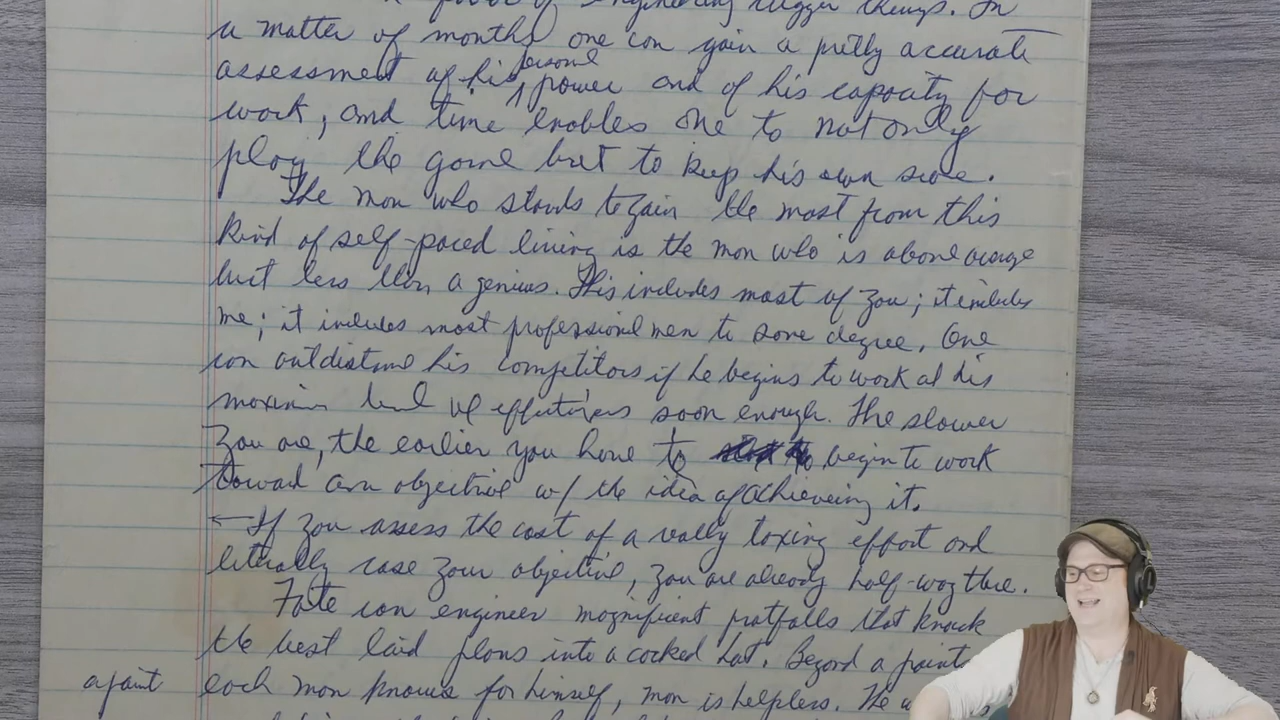 of engineering bigger things. In
a matter of months one can gain a pretty accurate
assessment of his personal power and of his capacity for
work, and time enables one to not only
play the game but to keep his own score.
The man who stands to gain the most from this
kind of self-paced living is the man who is above average
but less than a genius. This includes most of you; it includes
me; it includes most professional men to some degree. One
can outdistance his competitors if he begins to work at his
maximum level of effectiveness soon enough. The slower
you are, the earlier you have to begin to work
toward an objective w/ the idea of achieveing it.
←If you assess the cost of a really taxing effort and
literally case your objective, you are already half-way there.
Fate can engineer magnificent pratfalls that knock
the best laid plans into a cocked hat. Beyond a point
a point each man knows for himself, man is helpless. He